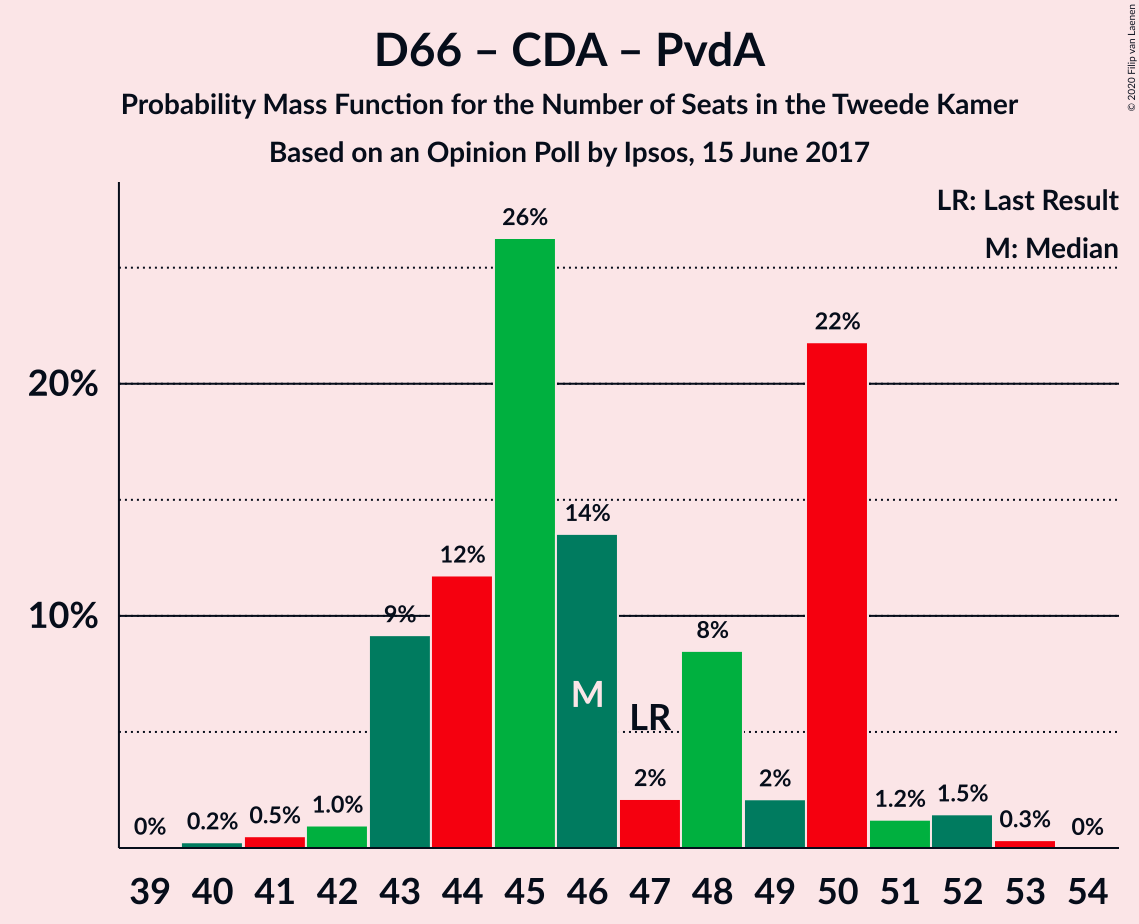 D66 – CDA – PvdA
Probability Mass Function for the Number of Seats in the Tweede Kamer
Based on an Opinion Poll by Ipsos, 15 June 2017
© 2020 Filip van Laenen
LR: Last Result
M: Median
20%
10%
0%
0.2%
0.5%
1.0%
9%
12%
26%
14%
2%
8%
2%
22%
1.2%
1.5%
0.3%
0%
M
LR
39 40 41 42 43 44 45 46 47 48 49 50 51 52 53 54